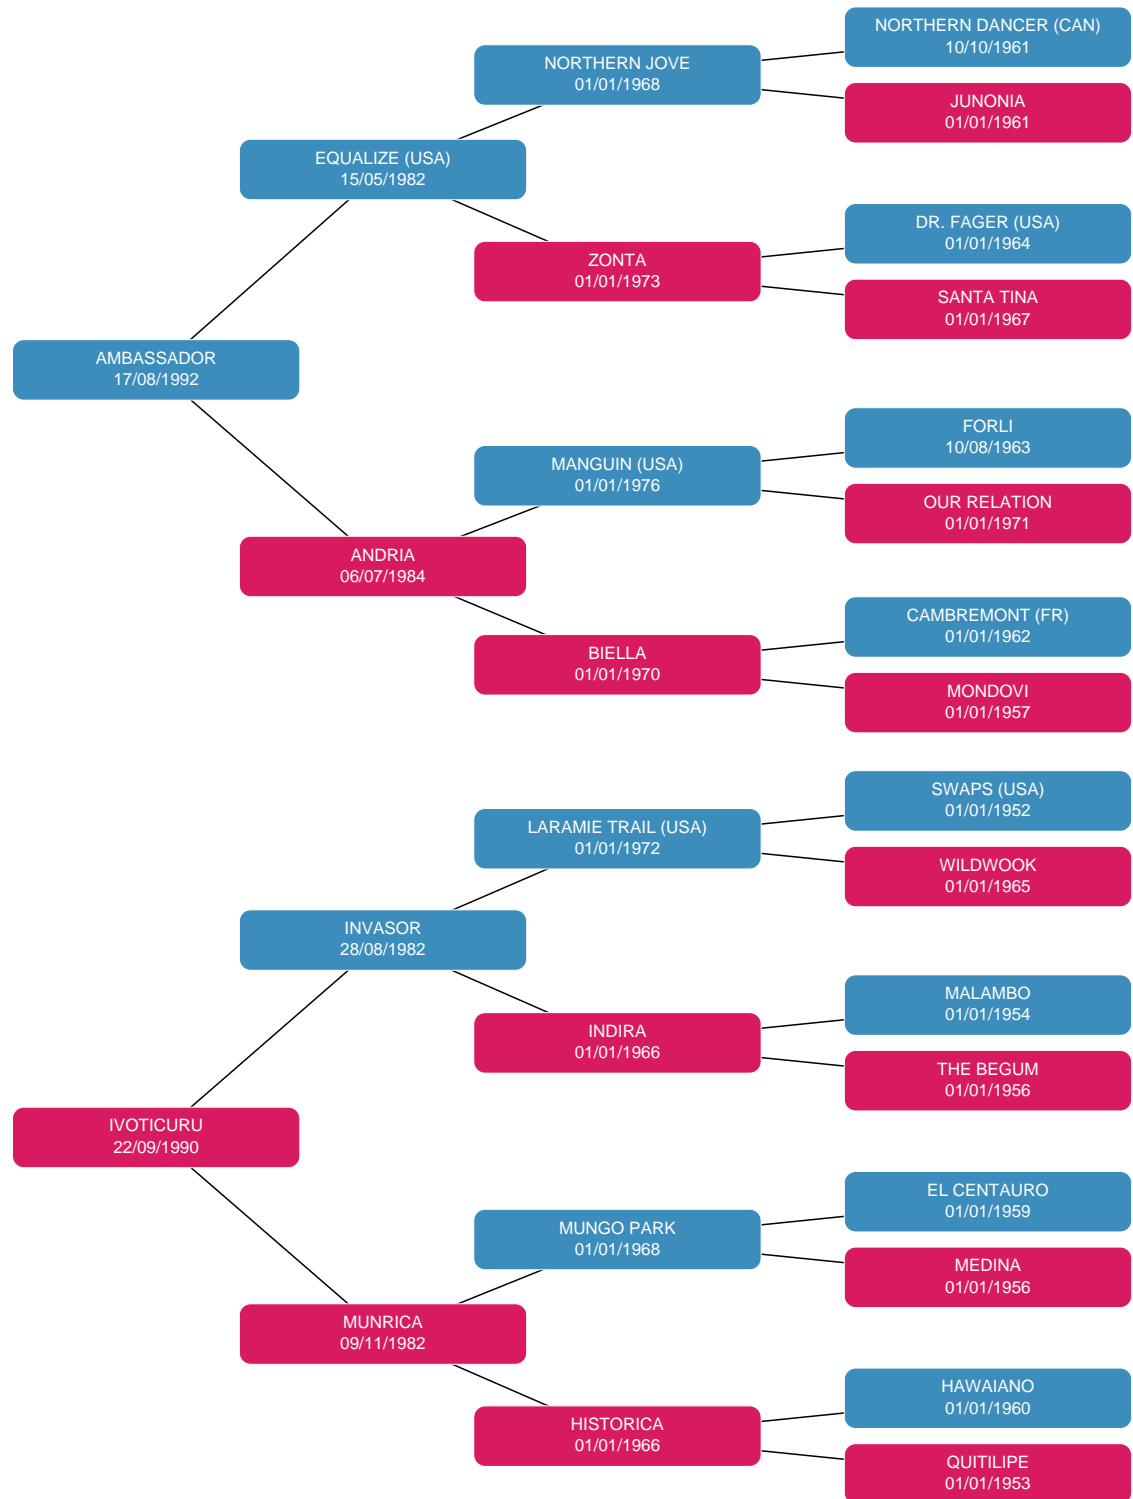 NORTHERN DANCER (CAN)
10/10/1961
NORTHERN JOVE
01/01/1968
JUNONIA
01/01/1961
EQUALIZE (USA)
15/05/1982
DR. FAGER (USA)
01/01/1964
ZONTA
01/01/1973
SANTA TINA
01/01/1967
AMBASSADOR
17/08/1992
FORLI
10/08/1963
MANGUIN (USA)
01/01/1976
OUR RELATION
01/01/1971
ANDRIA
06/07/1984
CAMBREMONT (FR)
01/01/1962
BIELLA
01/01/1970
MONDOVI
01/01/1957
SWAPS (USA)
01/01/1952
LARAMIE TRAIL (USA)
01/01/1972
WILDWOOK
01/01/1965
INVASOR
28/08/1982
MALAMBO
01/01/1954
INDIRA
01/01/1966
THE BEGUM
01/01/1956
IVOTICURU
22/09/1990
EL CENTAURO
01/01/1959
MUNGO PARK
01/01/1968
MEDINA
01/01/1956
MUNRICA
09/11/1982
HAWAIANO
01/01/1960
HISTORICA
01/01/1966
QUITILIPE
01/01/1953